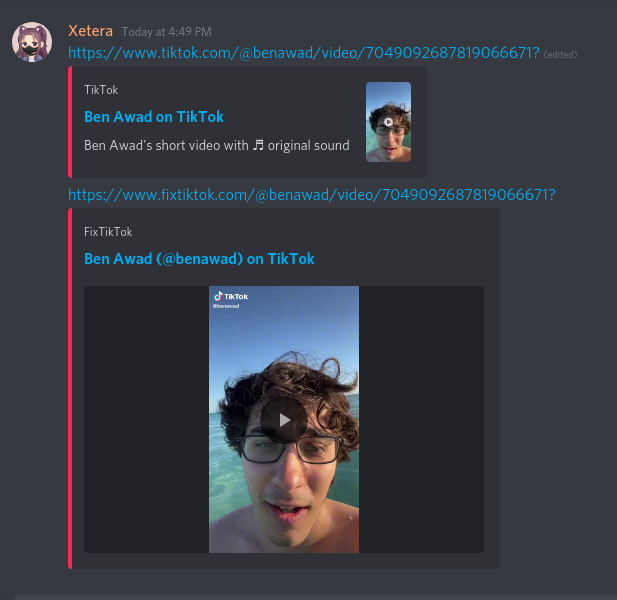 Xetera Today at 4:49 PM
https://www.tiktok.com/@benawad/video/7049092687819066671? (edited)
TikTok
Ben Awad on TikTok
Ben Awad's short video with ♬ original sound
https://www.fixtiktok.com/@benawad/video/7049092687819066671?
FixTikTok
Ben Awad (@benawad) on TikTok
TikTok
@benawad